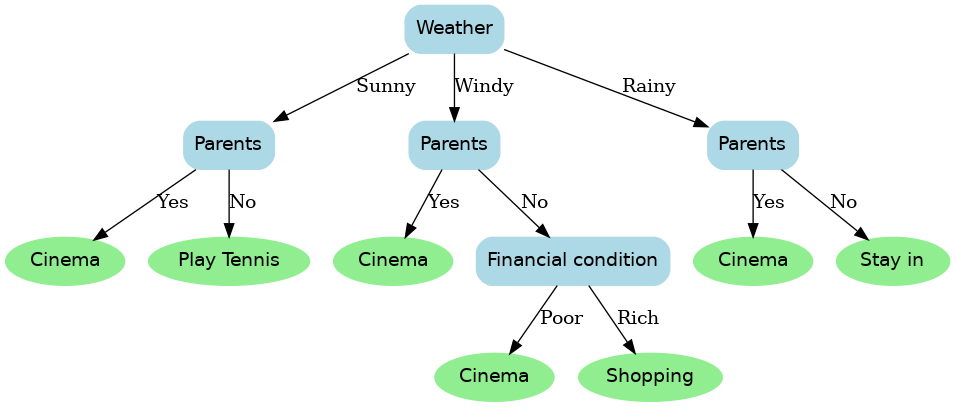 Weather
Sunny
Windy
Rainy
Parents
Parents
Parents
Yes
No
Yes
No
Yes
No
Cinema
Play Tennis
Cinema
Financial condition
Cinema
Stay in
Poor
Rich
Cinema
Shopping